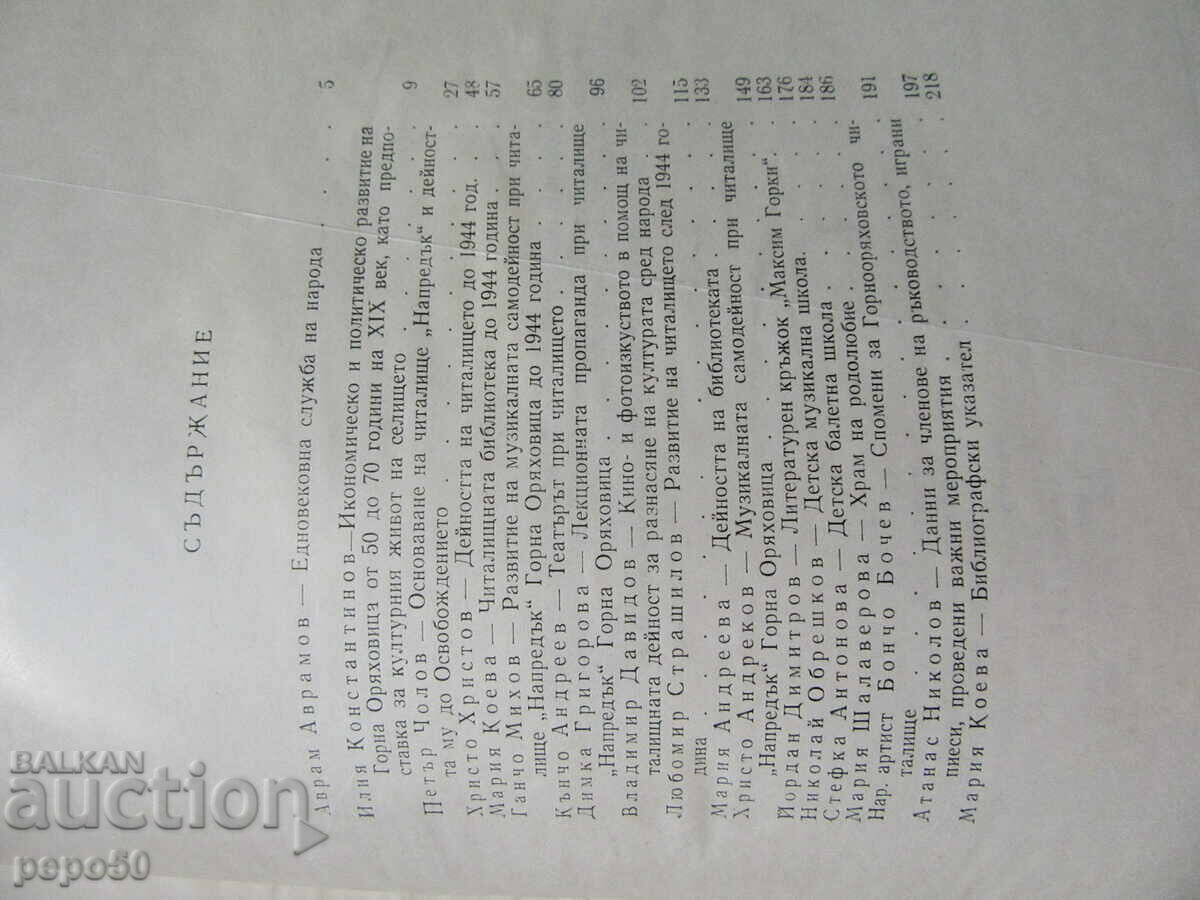 СЪДЪРЖАНИЕ
Аврам Аврамов — Едновековна служба на народа . . . . 5
Илия Константинов — Икономическо и политическо развитие на
Горна Оряховица от 50 до 70 години на XIX век, като предпо-
ставка за културния живот на селището . . . . . . . 9
Петър Чолов — Основаване на читалище „Напредък“ и дейност-
та му до Освобождението . . . . . . . . 27
Христо Христов — Дейността на читалището до 1944 год. . . 48
Мария Коева — Читалищната библиотека до 1944 година . . 57
Ганчо Михов — Развитие на музикалната самодейност при чита-
лище „Напредък“ Горна Оряховица до 1944 година . . . . 65
Кънчо Андреев — Театърът при читалището . . . . . . 80
Димка Григорова — Лекционната пропаганда при читалище
„Напредък“ Горна Оряховица . . . . . . . 96
Владимир Давидов — Кино- и фотоизкуството в помощ на чи-
талищната дейност за разнасяне на културата сред народа . . 102
Любомир Страшилов — Развитие на читалището след 1944 го-
дина . . . . . . . . . . 115
Мария Андреева — Дейността на библиотеката . . . . . 133
Христо Андреков — Музикалната самодейност при читалище
„Напредък“ Горна Оряховица . . . . . . . 149
Йордан Димитров — Литературен кръжок „Максим Горки“ . . 163
Николай Обрешков — Детска музикална школа. . . . 176
Стефка Антонова — Детска балетна школа . . . . . 184
Мария Шалаверова — Храм на родолюбие . . . . . 186
Нар. артист Бончо Бочев — Спомени за Горнооряховското чи-
талище . . . . . . . . . . 191
Атанас Николов — Данни за членове на ръководството, играни
пиеси, проведени важни мероприятия . . . . . 197
Мария Коева — Библиографски указател . . . . . 218
BALKAN
auction
pepo50